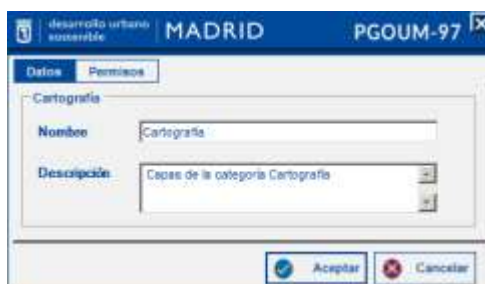 desarrollo urbano sostenible MADRID PGOUM-97
Datos Permisos
Cartografía
Nombre Cartografía
Descripción Capas de la categoría Cartografía
Aceptar Cancelar